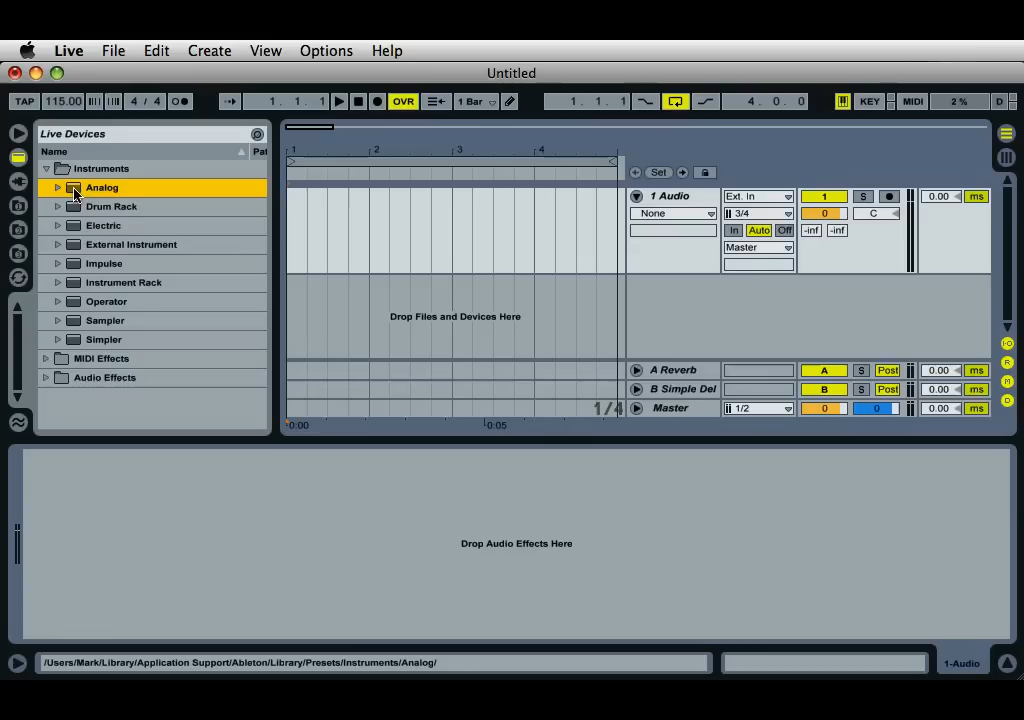 Live File Edit View Create Options Help
Untitled
TAP 115.00 4 / 4 1. 1. 1 OVR 1 Bar 1. 1. 1 4. 0. 0 KEY MIDI 2 % D
Live Devices
Name Pat
Instruments
Analog
Drum Rack
Electric
External Instrument
Impulse
Instrument Rack
Operator
Sampler
Simpler
MIDI Effects
Audio Effects
1 2 3 4
Set
1 Audio Ext. In 1 S 0.00 ms
None 3/4 0 C
In Auto Off -inf -inf
Master
Drop Files and Devices Here
A Reverb A S Post 0.00 ms
B Simple Del B S Post 0.00 ms
1/4 Master 1/2 0 0 0.00 ms
0:00 0:05
Drop Audio Effects Here
/Users/Mark/Library/Application Support/Ableton/Library/Presets/Instruments/Analog/
1-Audio